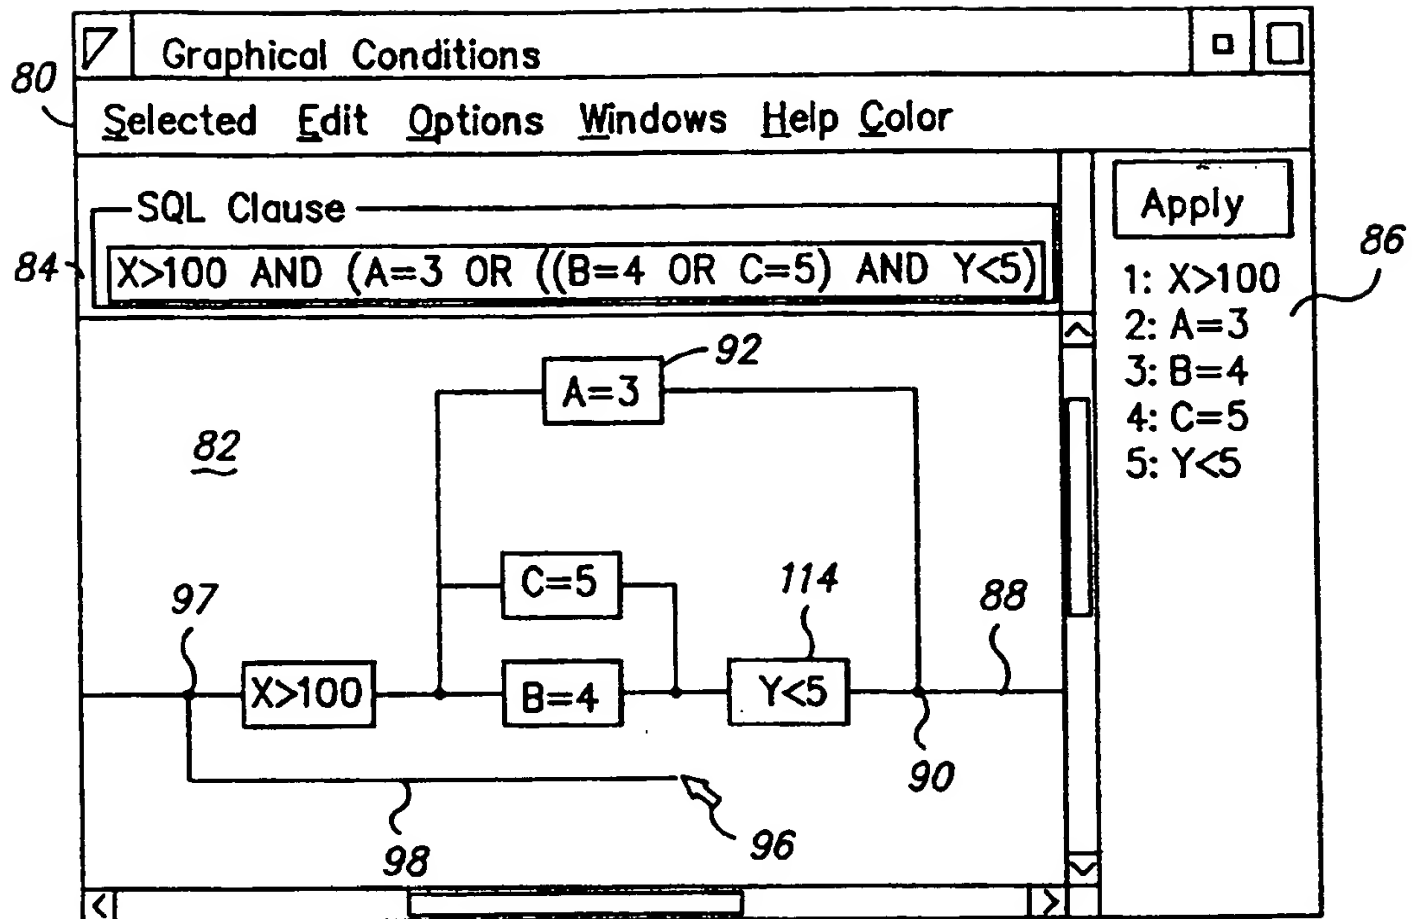 Graphical Conditions
80
Selected Edit Options Windows Help Color
SQL Clause
Apply
84
X>100 AND (A=3 OR ((B=4 OR C=5) AND Y<5)
86
1: X>100
2: A=3
3: B=4
4: C=5
5: Y<5
92
A=3
82
C=5
114
97
88
X>100
B=4
Y<5
90
98
96